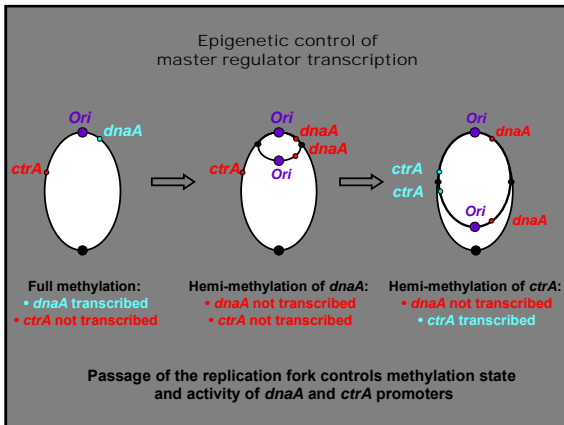 Epigenetic control of
master regulator transcription
Ori
dnaA
ctrA
Ori
dnaA
dnaA
ctrA
Ori
Ori
dnaA
ctrA
ctrA
Ori
dnaA
Full methylation:
• dnaA transcribed
• ctrA not transcribed
Hemi-methylation of dnaA:
• dnaA not transcribed
• ctrA not transcribed
Hemi-methylation of ctrA:
• dnaA not transcribed
• ctrA transcribed
Passage of the replication fork controls methylation state
and activity of dnaA and ctrA promoters